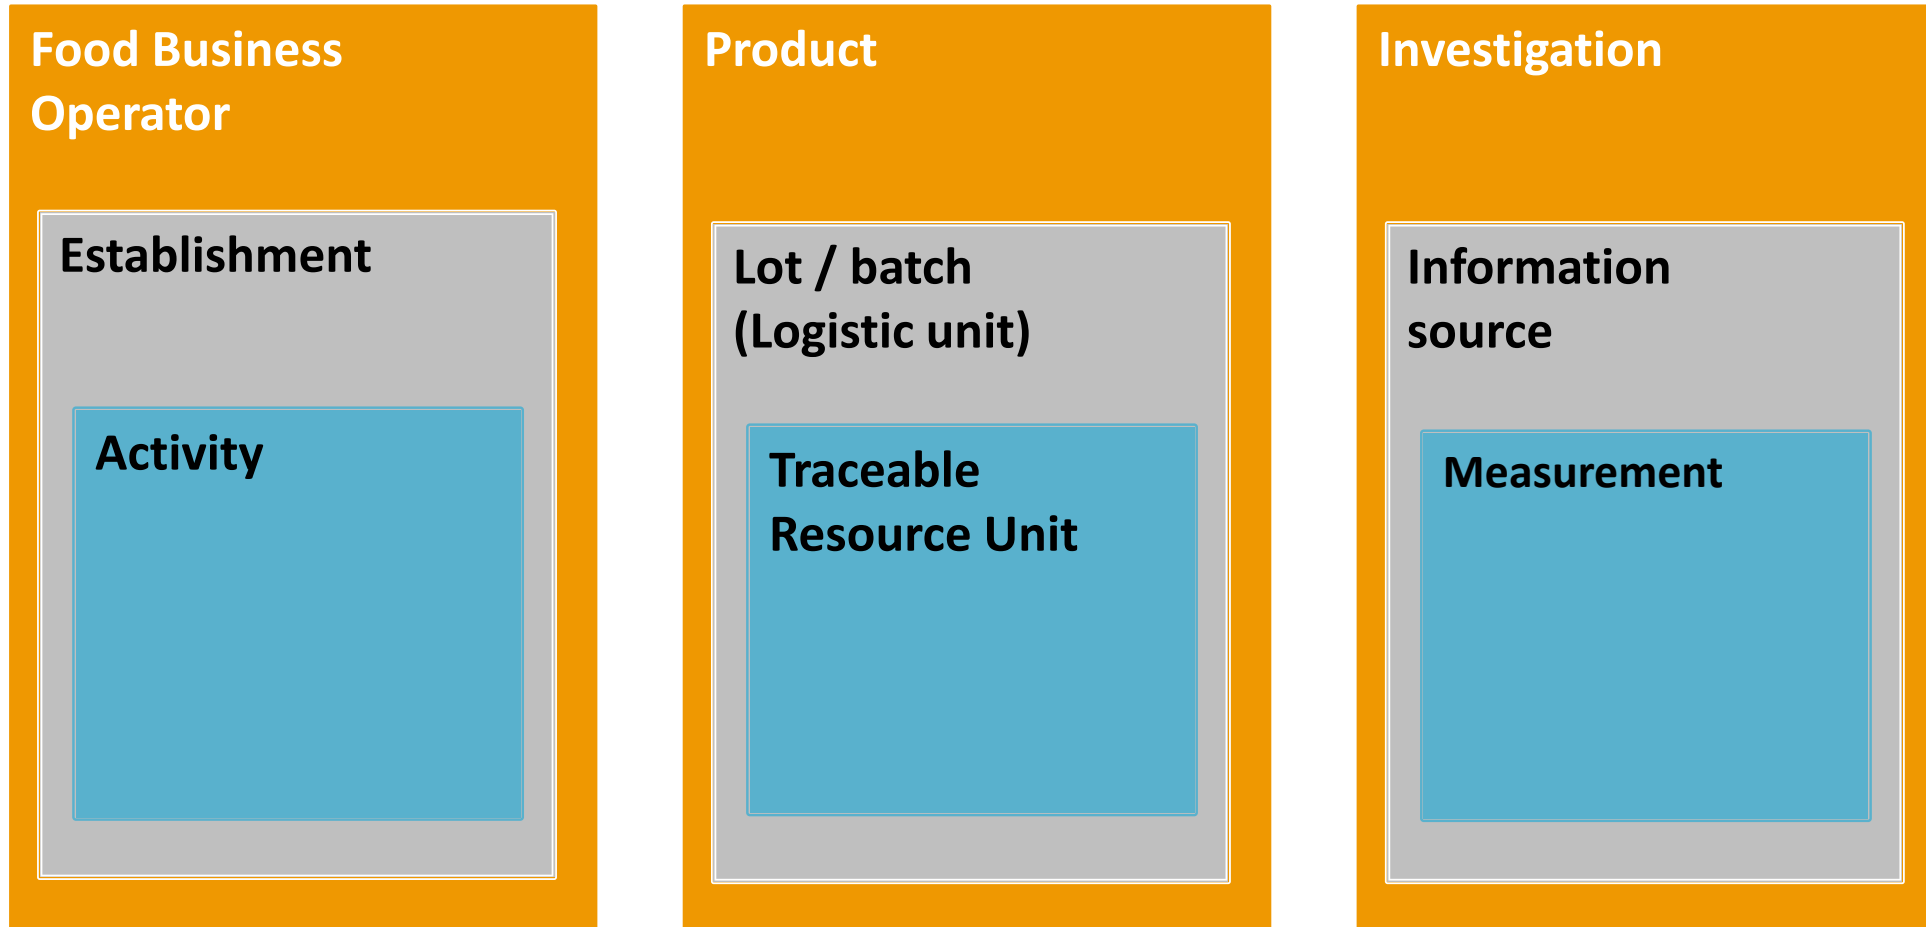 Food Business
Operator
Establishment
Activity
Product
Lot / batch
(Logistic unit)
Traceable
Resource Unit
Investigation
Information
source
Measurement